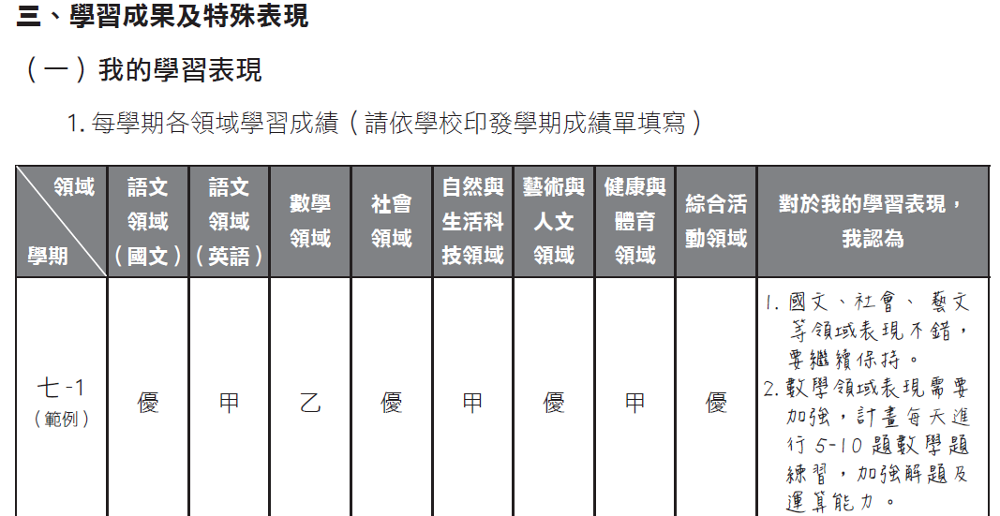 三、學習成果及特殊表現
（一）我的學習表現
1. 每學期各領域學習成績（請依學校印發學期成績單填寫）
領域
學期
語文
領域
（國文）
語文
領域
（英語）
數學
領域
社會
領域
自然與
生活科
技領域
藝術與
人文
領域
健康與
體育
領域
綜合活
動領域
對於我的學習表現，
我認為
七-1
（範例）
優
甲
乙
優
甲
優
甲
優
1. 國文、社會、藝文
等領域表現不錯，
要繼續保持。
2. 數學領域表現需要
加強，計畫每天進
行5-10題數學題
練習，加強解題及
運算能力。